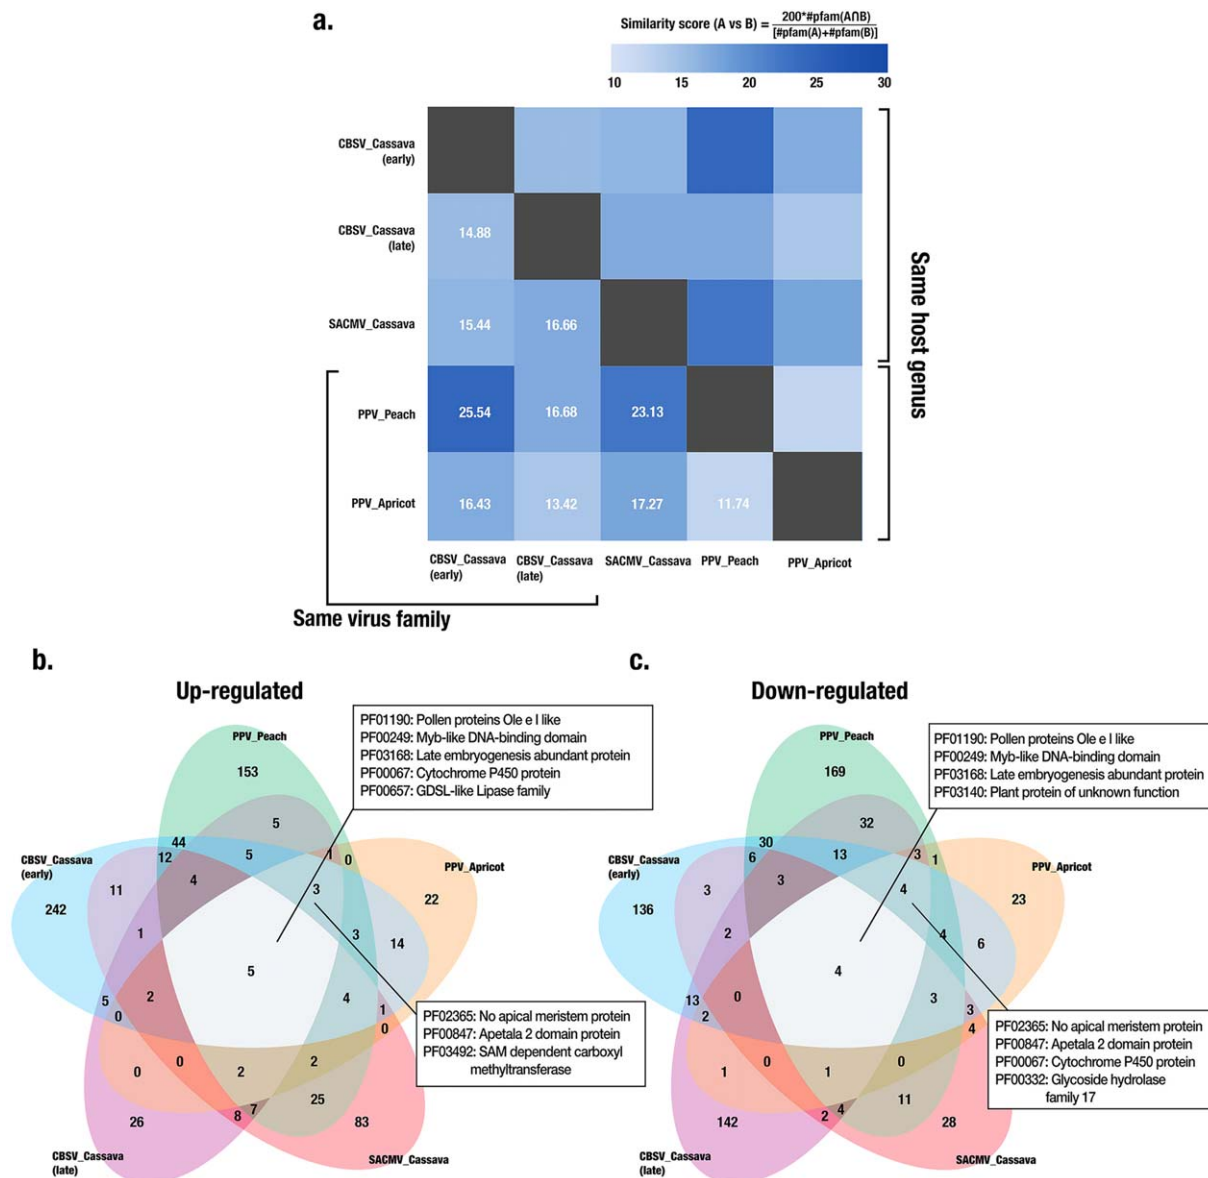 a.
Similarity score (A vs B) = 200*#pfam(A∩B)
[#pfam(A)+#pfam(B)]
10 15 20 25 30
CBSV_Cassava
(early)
CBSV_Cassava
(late)
14.88
SACMV_Cassava
15.44 16.66
PPV_Peach
25.54 16.68 23.13
PPV_Apricot
16.43 13.42 17.27 11.74
CBSV_Cassava
(early)
CBSV_Cassava
(late)
SACMV_Cassava
PPV_Peach
PPV_Apricot
Same host genus
Same virus family
b.
Up-regulated
PF01190: Pollen proteins Ole e I like
PF00249: Myb-like DNA-binding domain
PF03168: Late embryogenesis abundant protein
PF00067: Cytochrome P450 protein
PF00657: GDSL-like Lipase family
PPV_Peach
153
5
44
12 5 1 0
CBSV_Cassava
(early)
PPV_Apricot
11 4 3 22
242
1 3 14
5
5 2 4 1
0 0
PF02365: No apical meristem protein
PF00847: Apetala 2 domain protein
PF03492: SAM dependent carboxyl
methyltransferase
0 0 2 2
25
26 8 7 83
CBSV_Cassava
(late)
SACMV_Cassava
c.
Down-regulated
PF01190: Pollen proteins Ole e I like
PF00249: Myb-like DNA-binding domain
PF03168: Late embryogenesis abundant protein
PF03140: Plant protein of unknown function
PPV_Peach
169
32
30
6 13 3 1
CBSV_Cassava
(early)
PPV_Apricot
3 3 4 23
136
2 4 6
4
13 0 3 3
2 4
PF02365: No apical meristem protein
PF00847: Apetala 2 domain protein
PF00067: Cytochrome P450 protein
PF00332: Glycoside hydrolase
family 17
1 0 1 0
11
142 2 4 28
CBSV_Cassava
(late)
SACMV_Cassava